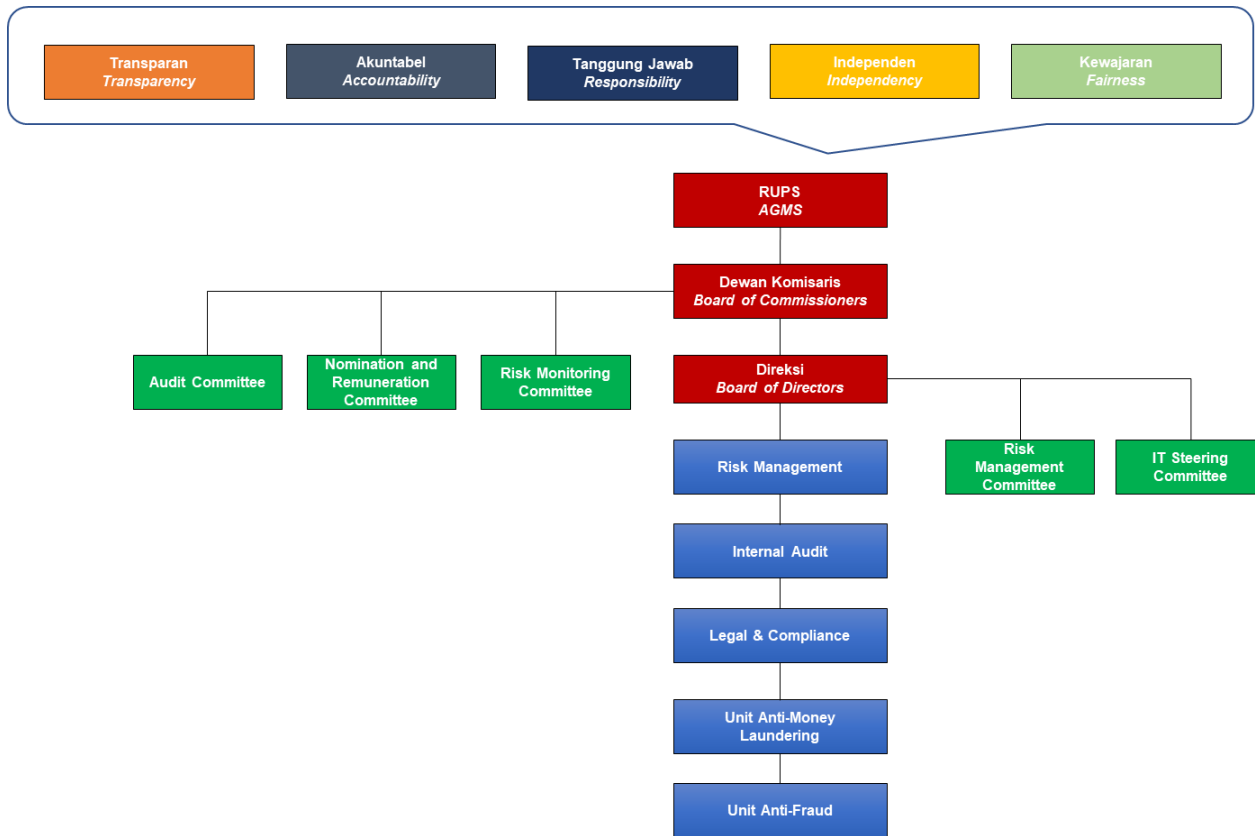 Transparan
Transparency
Akuntabel
Accountability
Tanggung Jawab
Responsibility
Independen
Independency
Kewajaran
Fairness
RUPS
AGMS
Dewan Komisaris
Board of Commissioners
Audit Committee
Nomination and
Remuneration
Committee
Risk Monitoring
Committee
Direksi
Board of Directors
Risk Management
Risk
Management
Committee
IT Steering
Committee
Internal Audit
Legal & Compliance
Unit Anti-Money
Laundering
Unit Anti-Fraud